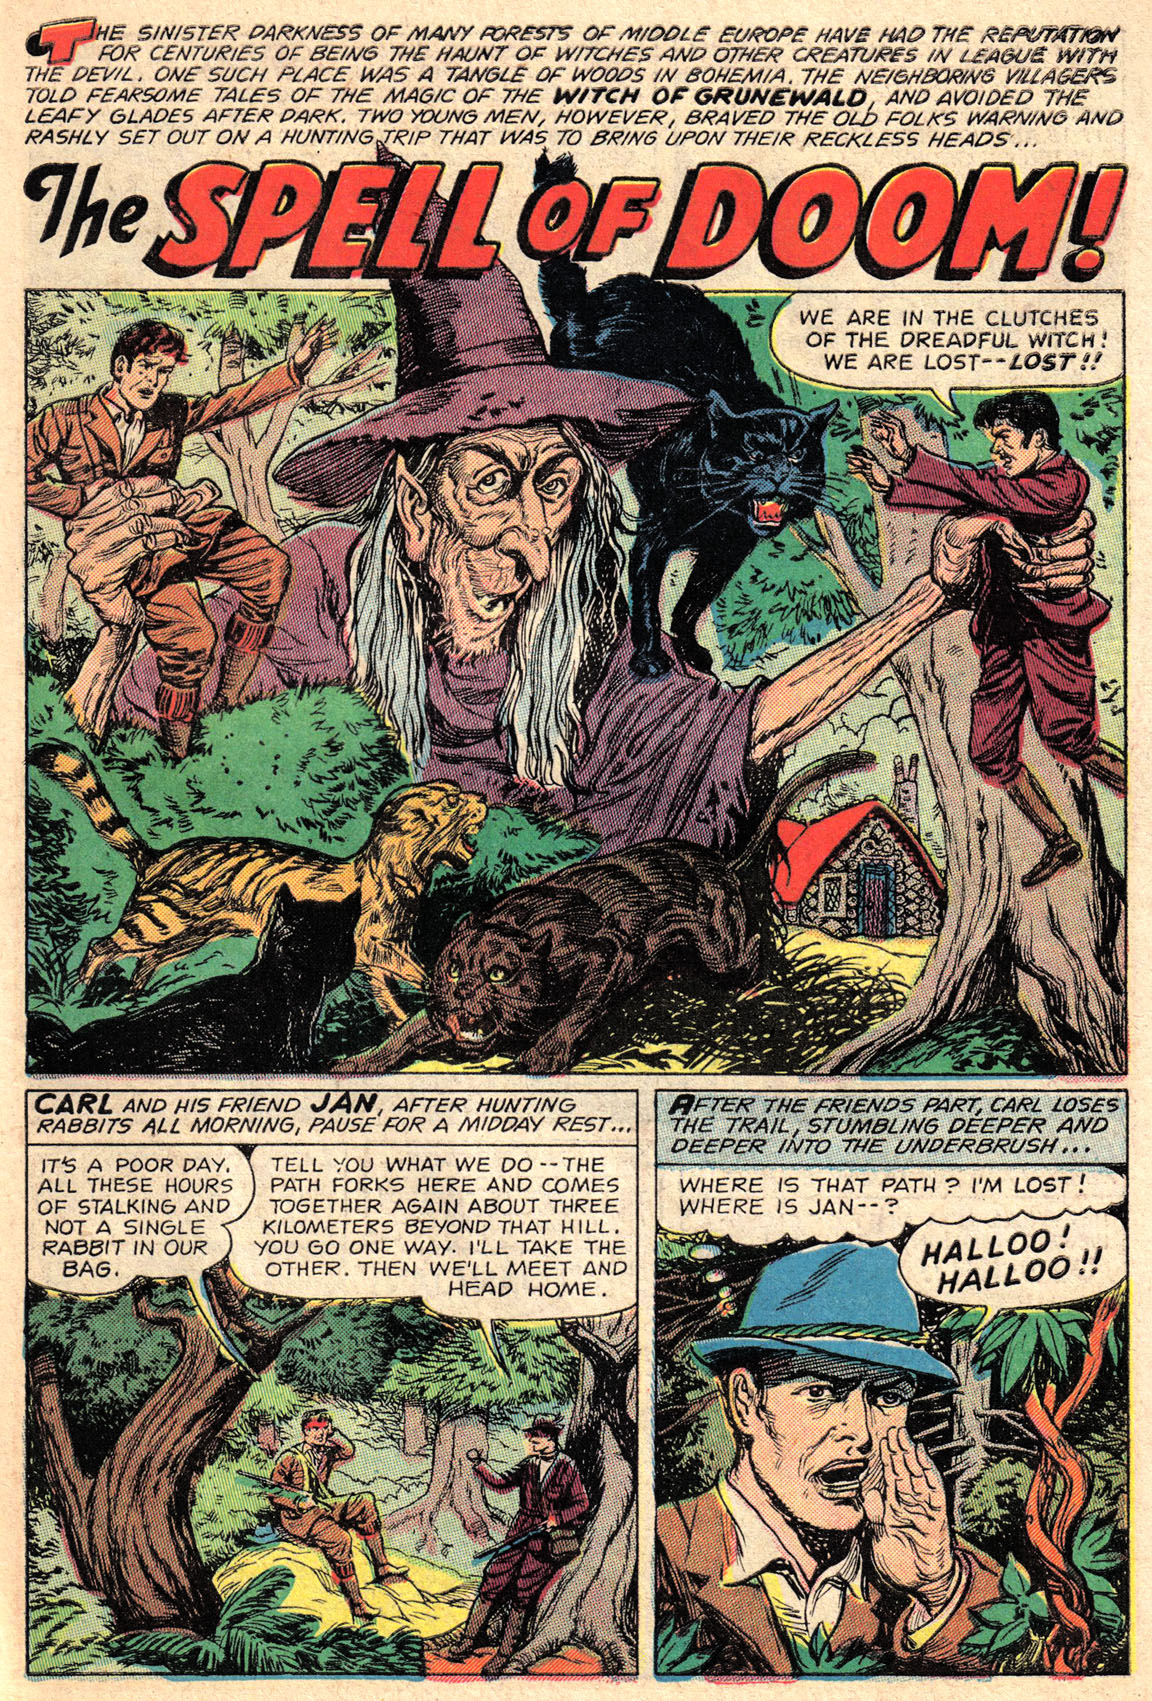 THE SINISTER DARKNESS OF MANY FORESTS OF MIDDLE EUROPE HAVE HAD THE REPUTATION
FOR CENTURIES OF BEING THE HAUNT OF WITCHES AND OTHER CREATURES IN LEAGUE WITH
THE DEVIL. ONE SUCH PLACE WAS A TANGLE OF WOODS IN BOHEMIA. THE NEIGHBORING VILLAGERS
TOLD FEARSOME TALES OF THE MAGIC OF THE WITCH OF GRUNEWALD, AND AVOIDED THE
LEAFY GLADES AFTER DARK. TWO YOUNG MEN, HOWEVER, BRAVED THE OLD FOLKS WARNING AND
RASHLY SET OUT ON A HUNTING TRIP THAT WAS TO BRING UPON THEIR RECKLESS HEADS...
The SPELL OF DOOM!
WE ARE IN THE CLUTCHES
OF THE DREADFUL WITCH!
WE ARE LOST--LOST!!
CARL AND HIS FRIEND JAN, AFTER HUNTING
RABBITS ALL MORNING, PAUSE FOR A MIDDAY REST...
IT'S A POOR DAY.
ALL THESE HOURS
OF STALKING AND
NOT A SINGLE
RABBIT IN OUR
BAG.
TELL YOU WHAT WE DO--THE
PATH FORKS HERE AND COMES
TOGETHER AGAIN ABOUT THREE
KILOMETERS BEYOND THAT HILL.
YOU GO ONE WAY. I'LL TAKE THE
OTHER. THEN WE'LL MEET AND
HEAD HOME.
AFTER THE FRIENDS PART, CARL LOSES
THE TRAIL, STUMBLING DEEPER AND
DEEPER INTO THE UNDERBRUSH...
WHERE IS THAT PATH? I'M LOST!
WHERE IS JAN--?
HALLOO!
HALLOO!!